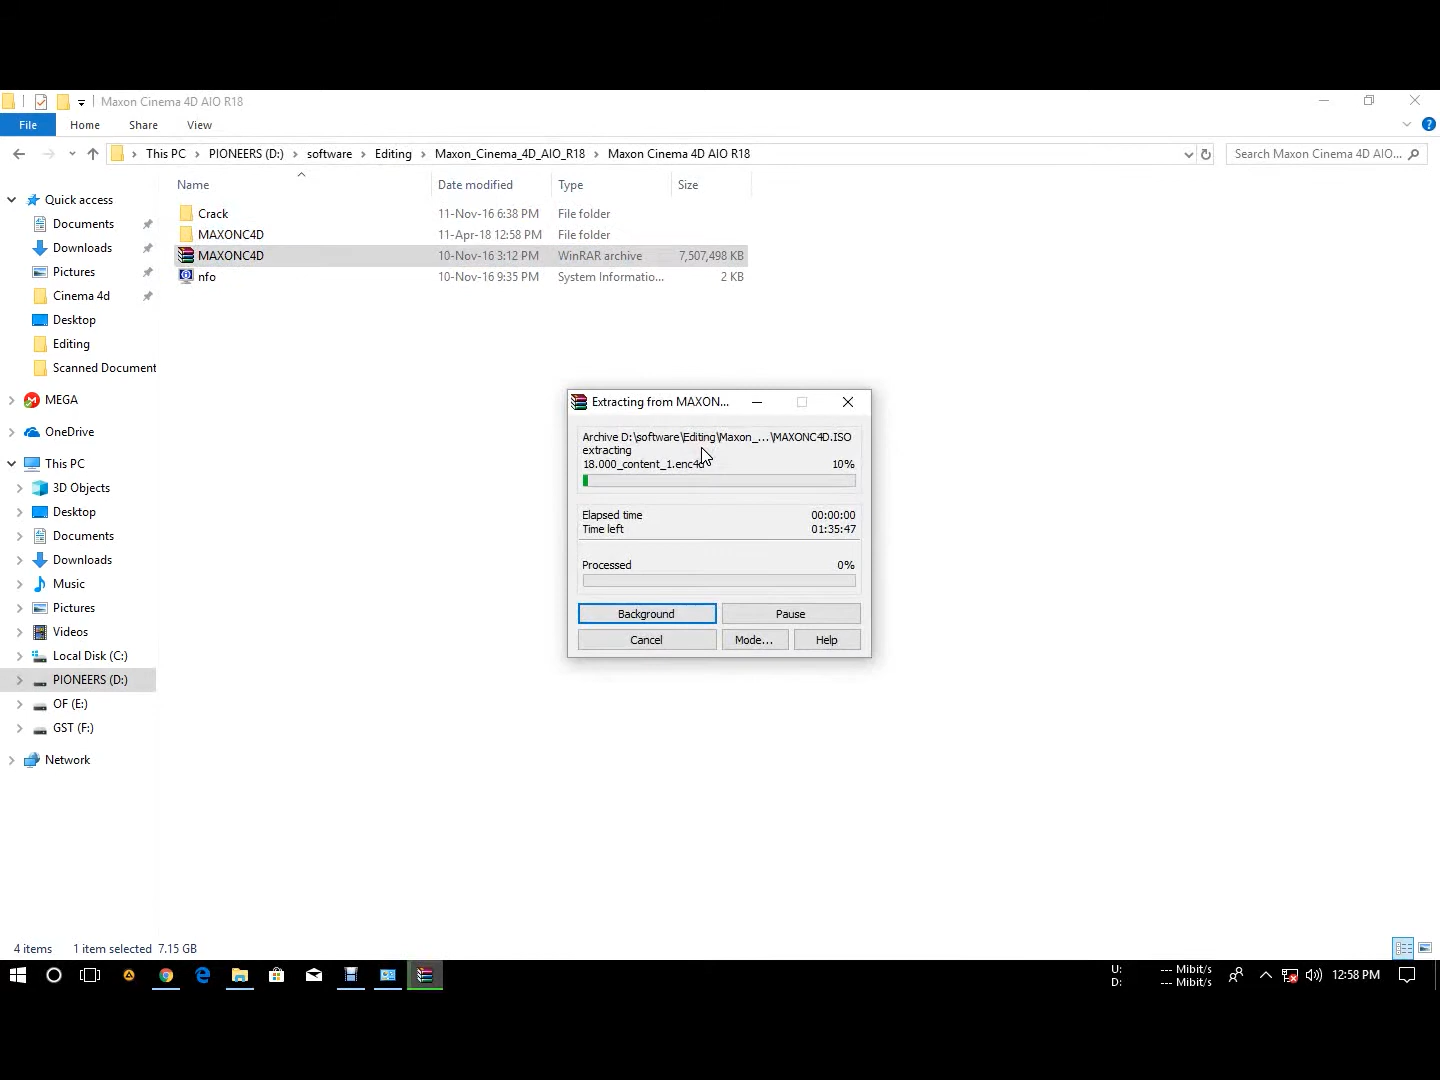 Maxon Cinema 4D AIO R18
File Home Share View
This PC PIONEERS (D:) software Editing Maxon_Cinema_4D_AIO_R18 Maxon Cinema 4D AIO R18 Search Maxon Cinema 4D AIO...
Name Date modified Type Size
Quick access
Documents
Downloads
Pictures
Cinema 4d
Desktop
Editing
Scanned Document
MEGA
OneDrive
This PC
3D Objects
Desktop
Documents
Downloads
Music
Pictures
Videos
Local Disk (C:)
PIONEERS (D:)
OF (E:)
GST (F:)
Network
Crack 11-Nov-16 6:38 PM File folder
MAXONC4D 11-Apr-18 12:58 PM File folder
MAXONC4D 10-Nov-16 3:12 PM WinRAR archive 7,507,498 KB
nfo 10-Nov-16 9:35 PM System Informatio... 2 KB
Extracting from MAXON...
Archive D:\software\Editing\Maxon_...\MAXONC4D.ISO
extracting
18.000_content_1.enc4d 10%
Elapsed time 00:00:00
Time left 01:35:47
Processed 0%
Background Pause
Cancel Mode... Help
4 items 1 item selected 7.15 GB
U: --- Mibit/s
D: --- Mibit/s
12:58 PM